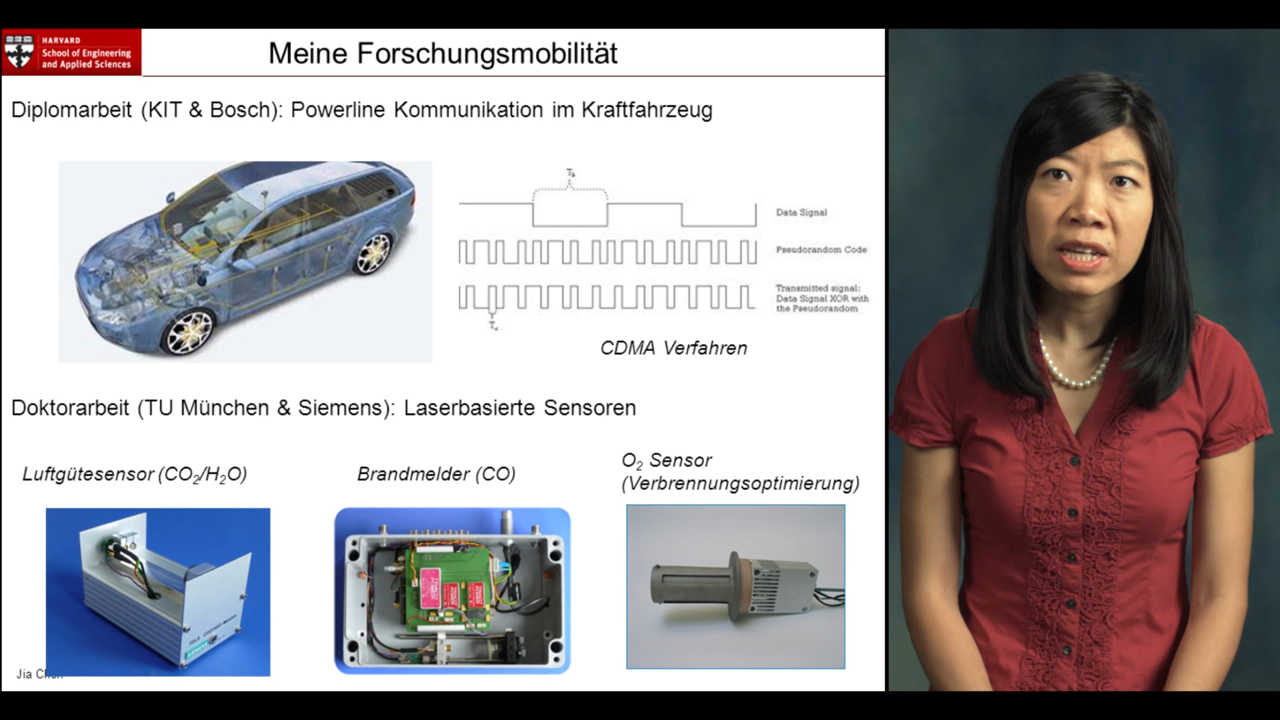 HARVARD
School of Engineering
and Applied Sciences
Meine Forschungsmobilität
Diplomarbeit (KIT & Bosch): Powerline Kommunikation im Kraftfahrzeug
Data Signal
Pseudorandom Code
Transmitted signal:
Data Signal XOR with
the Pseudorandom
CDMA Verfahren
Doktorarbeit (TU München & Siemens): Laserbasierte Sensoren
Luftgütesensor (CO₂/H₂O)
Brandmelder (CO)
O₂ Sensor
(Verbrennungsoptimierung)
Jia